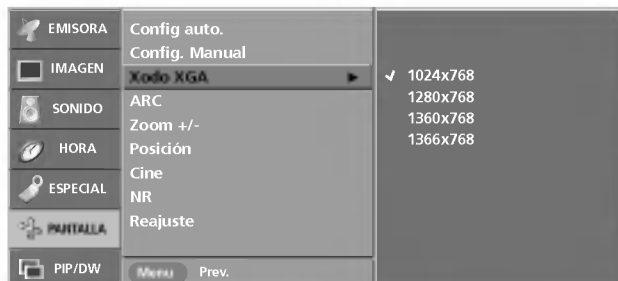 EMISORA
IMAGEN
SONIDO
HORA
ESPECIAL
PANTALLA
PIP/DW
Config auto.
Config. Manual
Xodo XGA
ARC
Zoom +/-
Posición
Cine
NR
Reajuste
Menu Prev.
✓ 1024x768
1280x768
1360x768
1366x768